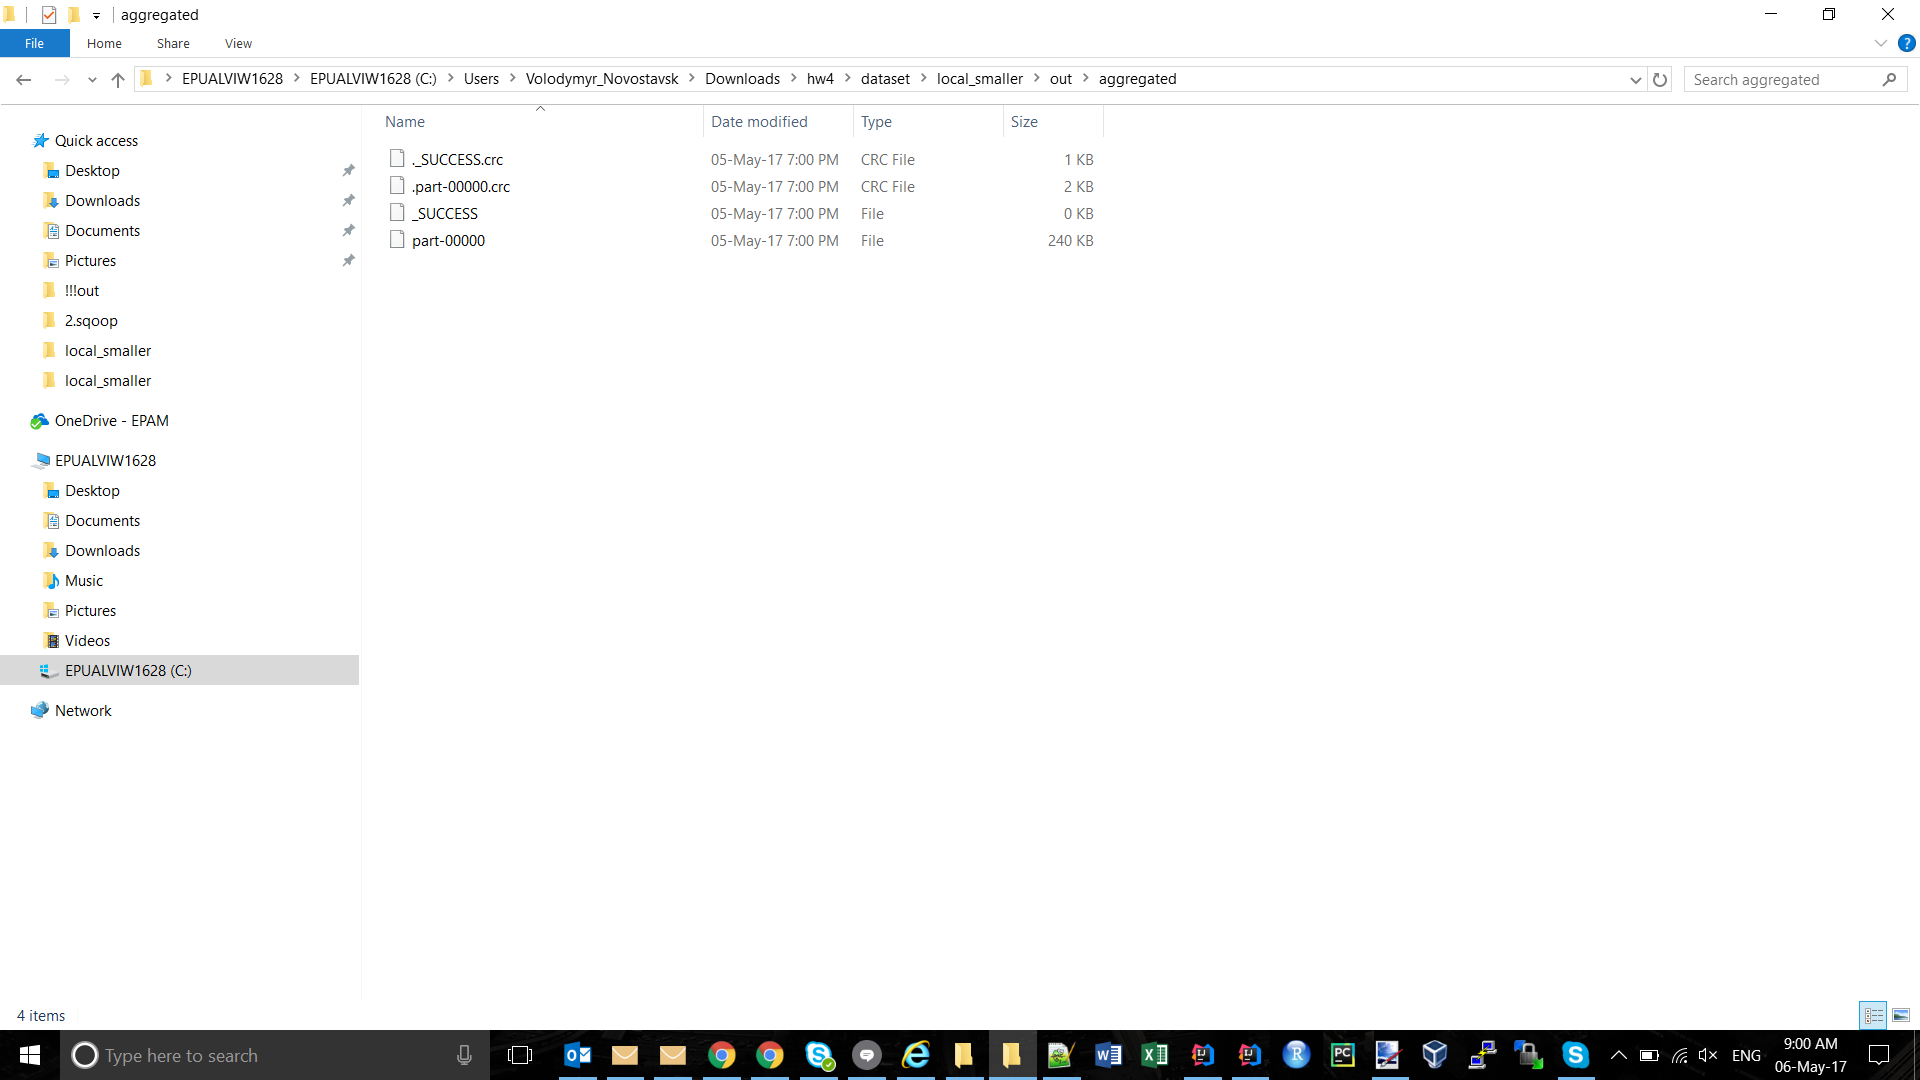 aggregated
File Home Share View
EPUALVIW1628 EPUALVIW1628 (C:) Users Volodymyr_Novostavsk Downloads hw4 dataset local_smaller out aggregated
Search aggregated
Name Date modified Type Size
._SUCCESS.crc 05-May-17 7:00 PM CRC File 1 KB
.part-00000.crc 05-May-17 7:00 PM CRC File 2 KB
_SUCCESS 05-May-17 7:00 PM File 0 KB
part-00000 05-May-17 7:00 PM File 240 KB
Quick access
Desktop
Downloads
Documents
Pictures
!!!out
2.sqoop
local_smaller
local_smaller
OneDrive - EPAM
EPUALVIW1628
Desktop
Documents
Downloads
Music
Pictures
Videos
EPUALVIW1628 (C:)
Network
4 items
Type here to search
ENG
9:00 AM
06-May-17